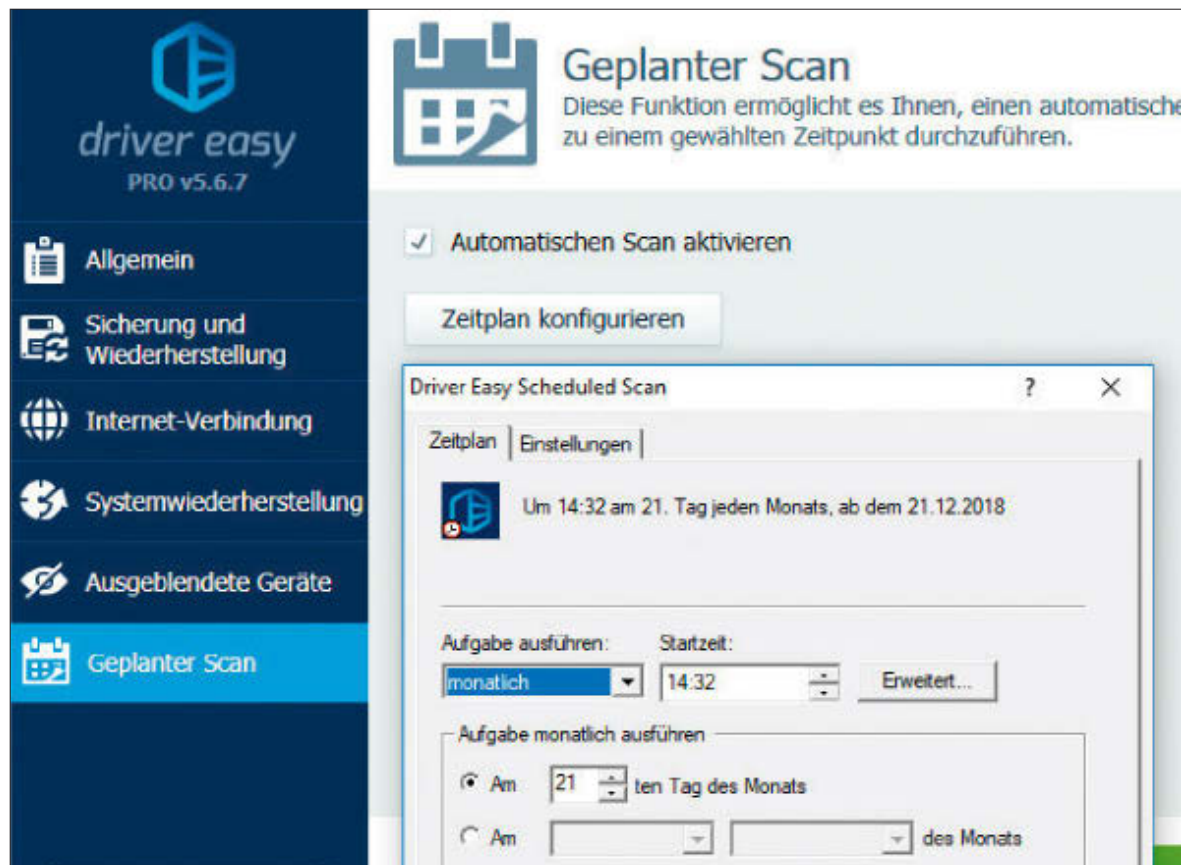 driver easy
PRO v5.6.7
Allgemein
Sicherung und
Wiederherstellung
Internet-Verbindung
Systemwiederherstellung
Ausgeblendete Geräte
Geplanter Scan
Geplanter Scan
Diese Funktion ermöglicht es Ihnen, einen automatische
zu einem gewählten Zeitpunkt durchzuführen.
Automatischen Scan aktivieren
Zeitplan konfigurieren
Driver Easy Scheduled Scan ?
Zeitplan Einstellungen
Um 14:32 am 21. Tag jeden Monats, ab dem 21.12.2018
Aufgabe ausführen: Startzeit:
monatlich 14:32 Erweitert...
Aufgabe monatlich ausführen
Am 21 ten Tag des Monats
Am des Monats